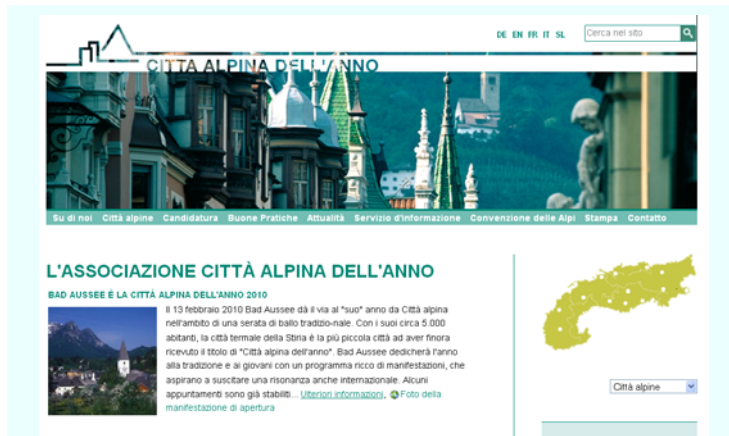 DE EN FR IT SL
Cerca nel sito
CITTÀ ALPINA DELL'ANNO
Su di noi Città alpine Candidatura Buone Pratiche Attualità Servizio d'informazione Convenzione delle Alpi Stampa Contatto
L'ASSOCIAZIONE CITTÀ ALPINA DELL'ANNO
BAD AUSSEE É LA CITTÀ ALPINA DELL'ANNO 2010
Il 13 febbraio 2010 Bad Aussee dà il via al "suo" anno da Città alpina
nell'ambito di una serata di ballo tradizio-nale. Con i suoi circa 5.000
abitanti, la città termale della Stiria è la più piccola città ad aver finora
ricevuto il titolo di "Città alpina dell'anno". Bad Aussee dedicherà l'anno
alla tradizione e ai giovani con un programma ricco di manifestazioni, che
aspirano a suscitare una risonanza anche internazionale. Alcuni
appuntamenti sono già stabiliti... Ulteriori informazioni, Foto della
manifestazione di apertura
Città alpine